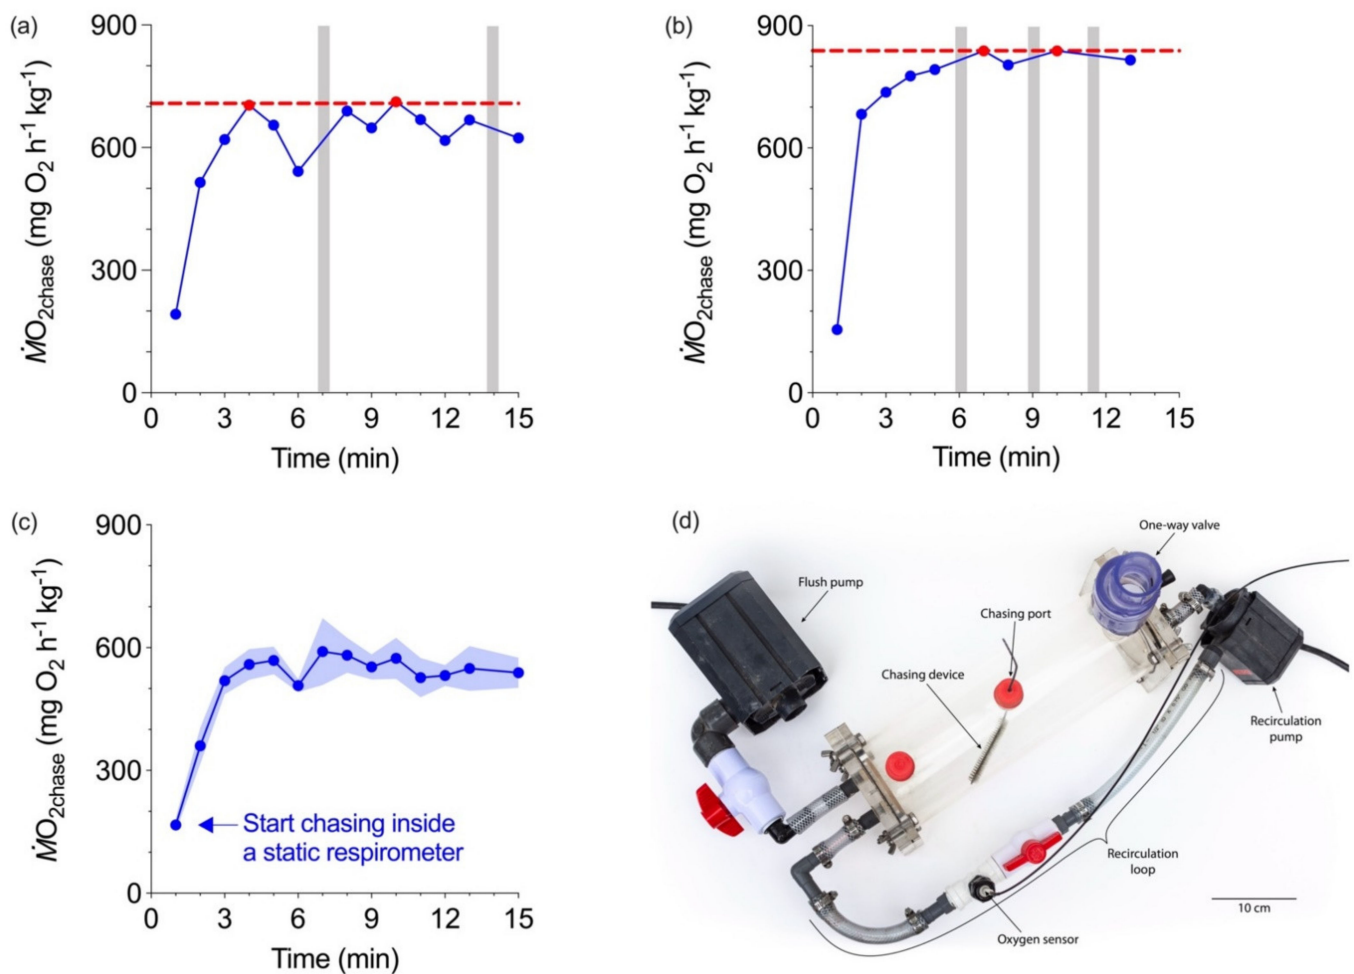 (a)
900
600
300
0
ṀO2chase (mg O2 h-1 kg-1)
0 3 6 9 12 15
Time (min)
(b)
900
600
300
0
ṀO2chase (mg O2 h-1 kg-1)
0 3 6 9 12 15
Time (min)
(c)
900
600
300
0
ṀO2chase (mg O2 h-1 kg-1)
Start chasing inside
a static respirometer
0 3 6 9 12 15
Time (min)
(d)
One-way valve
Flush pump
Chasing port
Chasing device
Recirculation
pump
Recirculation
loop
10 cm
Oxygen sensor